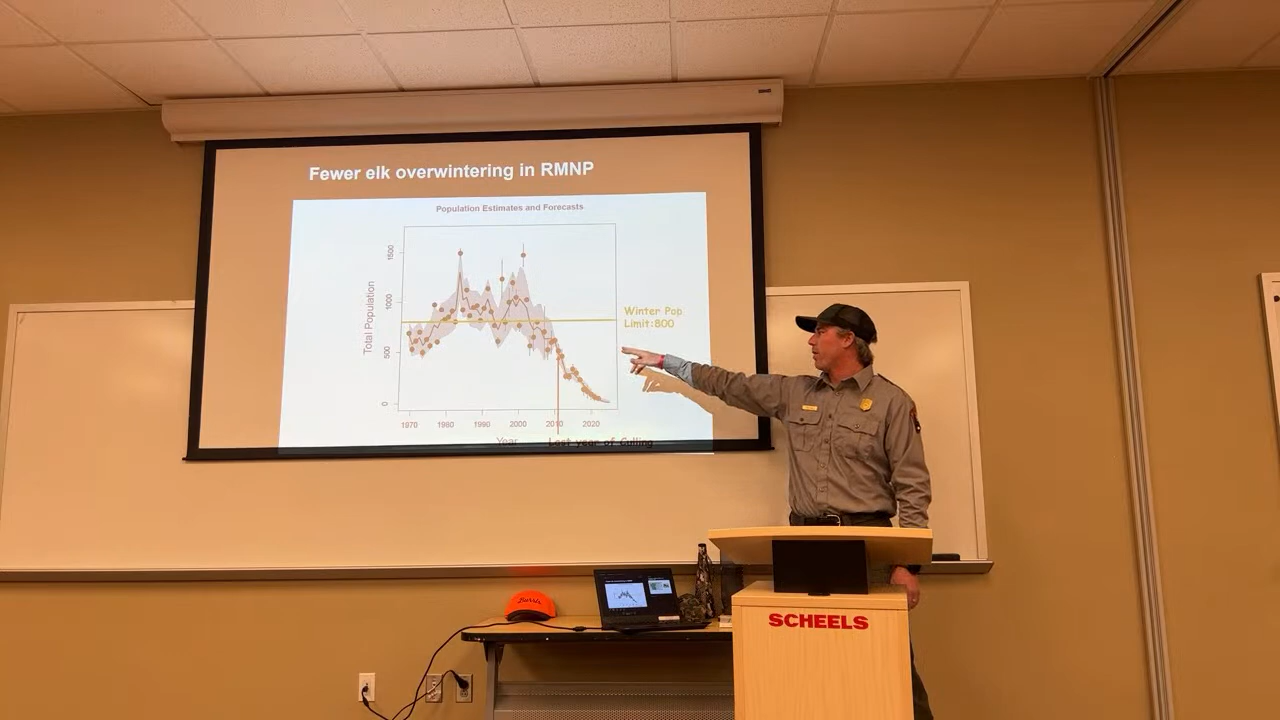 Fewer elk overwintering in RMNP
Population Estimates and Forecasts
Total Population
1500
1000
500
0
Winter Pop
Limit:800
1970
1980
1990
2000
2010
2020
Year
Last year of Culling
SCHEELS